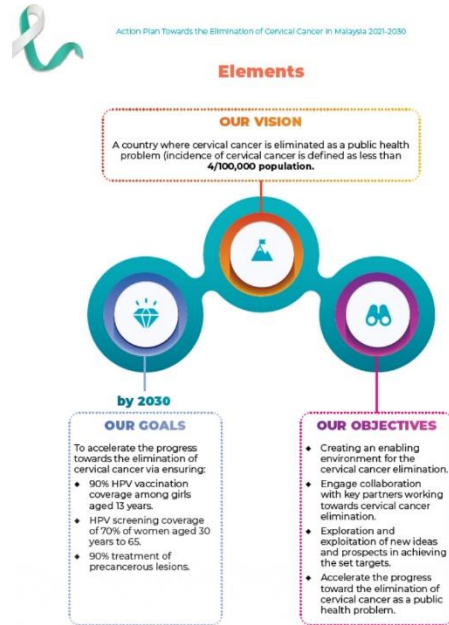 Action Plan Towards the Elimination of Cervical Cancer in Malaysia 2021-2030
Elements
OUR VISION
A country where cervical cancer is eliminated as a public health
problem (incidence of cervical cancer is defined as less than
4/100,000 population.
by 2030
OUR GOALS
To accelerate the progress
towards the elimination of
cervical cancer via ensuring:
◆ 90% HPV vaccination
coverage among girls
aged 13 years.
◆ HPV screening coverage
of 70% of women aged 30
years to 65.
◆ 90% treatment of
precancerous lesions.
OUR OBJECTIVES
◆ Creating an enabling
environment for the
cervical cancer elimination.
◆ Engage collaboration
with key partners working
towards cervical cancer
elimination.
◆ Exploration and
exploitation of new ideas
and prospects in achieving
the set targets.
◆ Accelerate the progress
toward the elimination of
cervical cancer as a public
health problem.